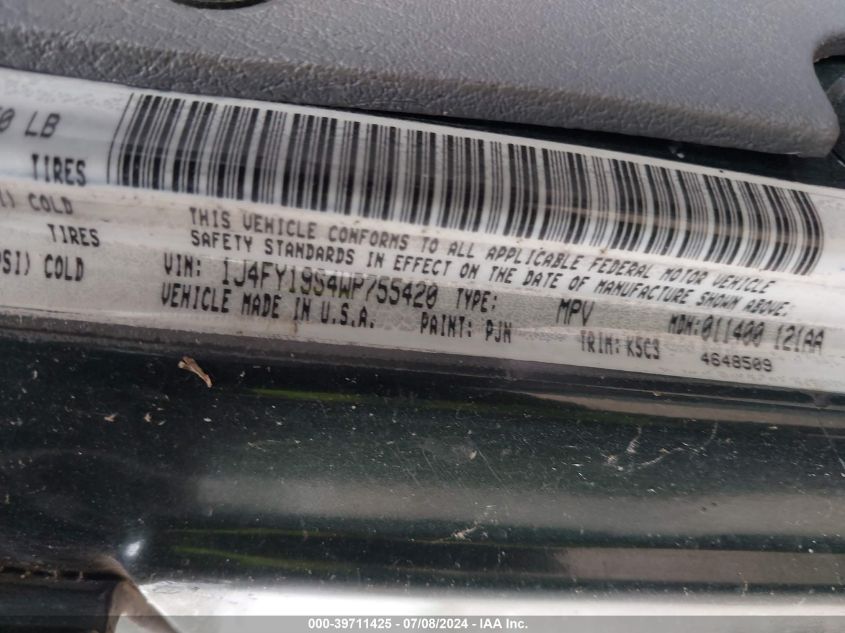 0 LB
TIRES
COLD
TIRES
PSI) COLD
THIS VEHICLE CONFORMS TO ALL APPLICABLE FEDERAL MOTOR VEHICLE
SAFETY STANDARDS IN EFFECT ON THE DATE OF MANUFACTURE SHOWN ABOVE.
VIN: 1J4FY19S4WP755420 TYPE: MPV MDH:011400 121AA
VEHICLE MADE IN U.S.A. PAINT: PJN TRIM: K5C3 4648509
000-39711425 - 07/08/2024 - IAA Inc.